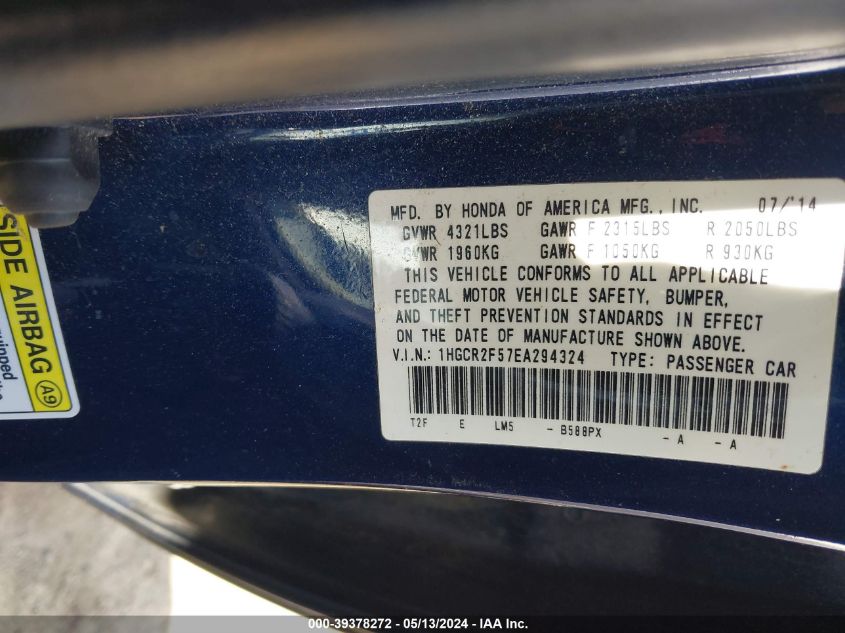 SIDE AIRBAG A9
MFD. BY HONDA OF AMERICA MFG., INC. 07/'14
GVWR 4321LBS GAWR F 2315LBS R 2050LBS
GVWR 1960KG GAWR F 1050KG R 930KG
THIS VEHICLE CONFORMS TO ALL APPLICABLE
FEDERAL MOTOR VEHICLE SAFETY, BUMPER,
AND THEFT PREVENTION STANDARDS IN EFFECT
ON THE DATE OF MANUFACTURE SHOWN ABOVE.
V.I.N.: 1HGCR2F57EA294324 TYPE: PASSENGER CAR
T2F E LM5 - B588PX - A - A
00-39378272 - 05/13/2024 - IAA Inc.